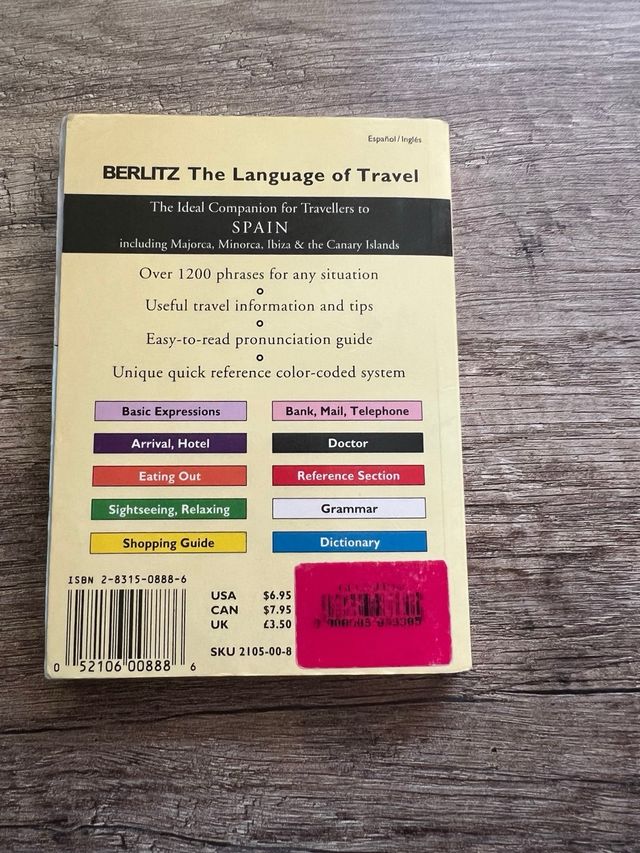 Español / Inglés
BERLITZ The Language of Travel
The Ideal Companion for Travellers to
SPAIN
including Majorca, Minorca, Ibiza & the Canary Islands
Over 1200 phrases for any situation
Useful travel information and tips
Easy-to-read pronunciation guide
Unique quick reference color-coded system
Basic Expressions
Bank, Mail, Telephone
Arrival, Hotel
Doctor
Eating Out
Reference Section
Sightseeing, Relaxing
Grammar
Shopping Guide
Dictionary
ISBN 2-8315-0888-6
USA $6.95
CAN $7.95
UK £3.50
SKU 2105-00-8
0 52106 00888 6